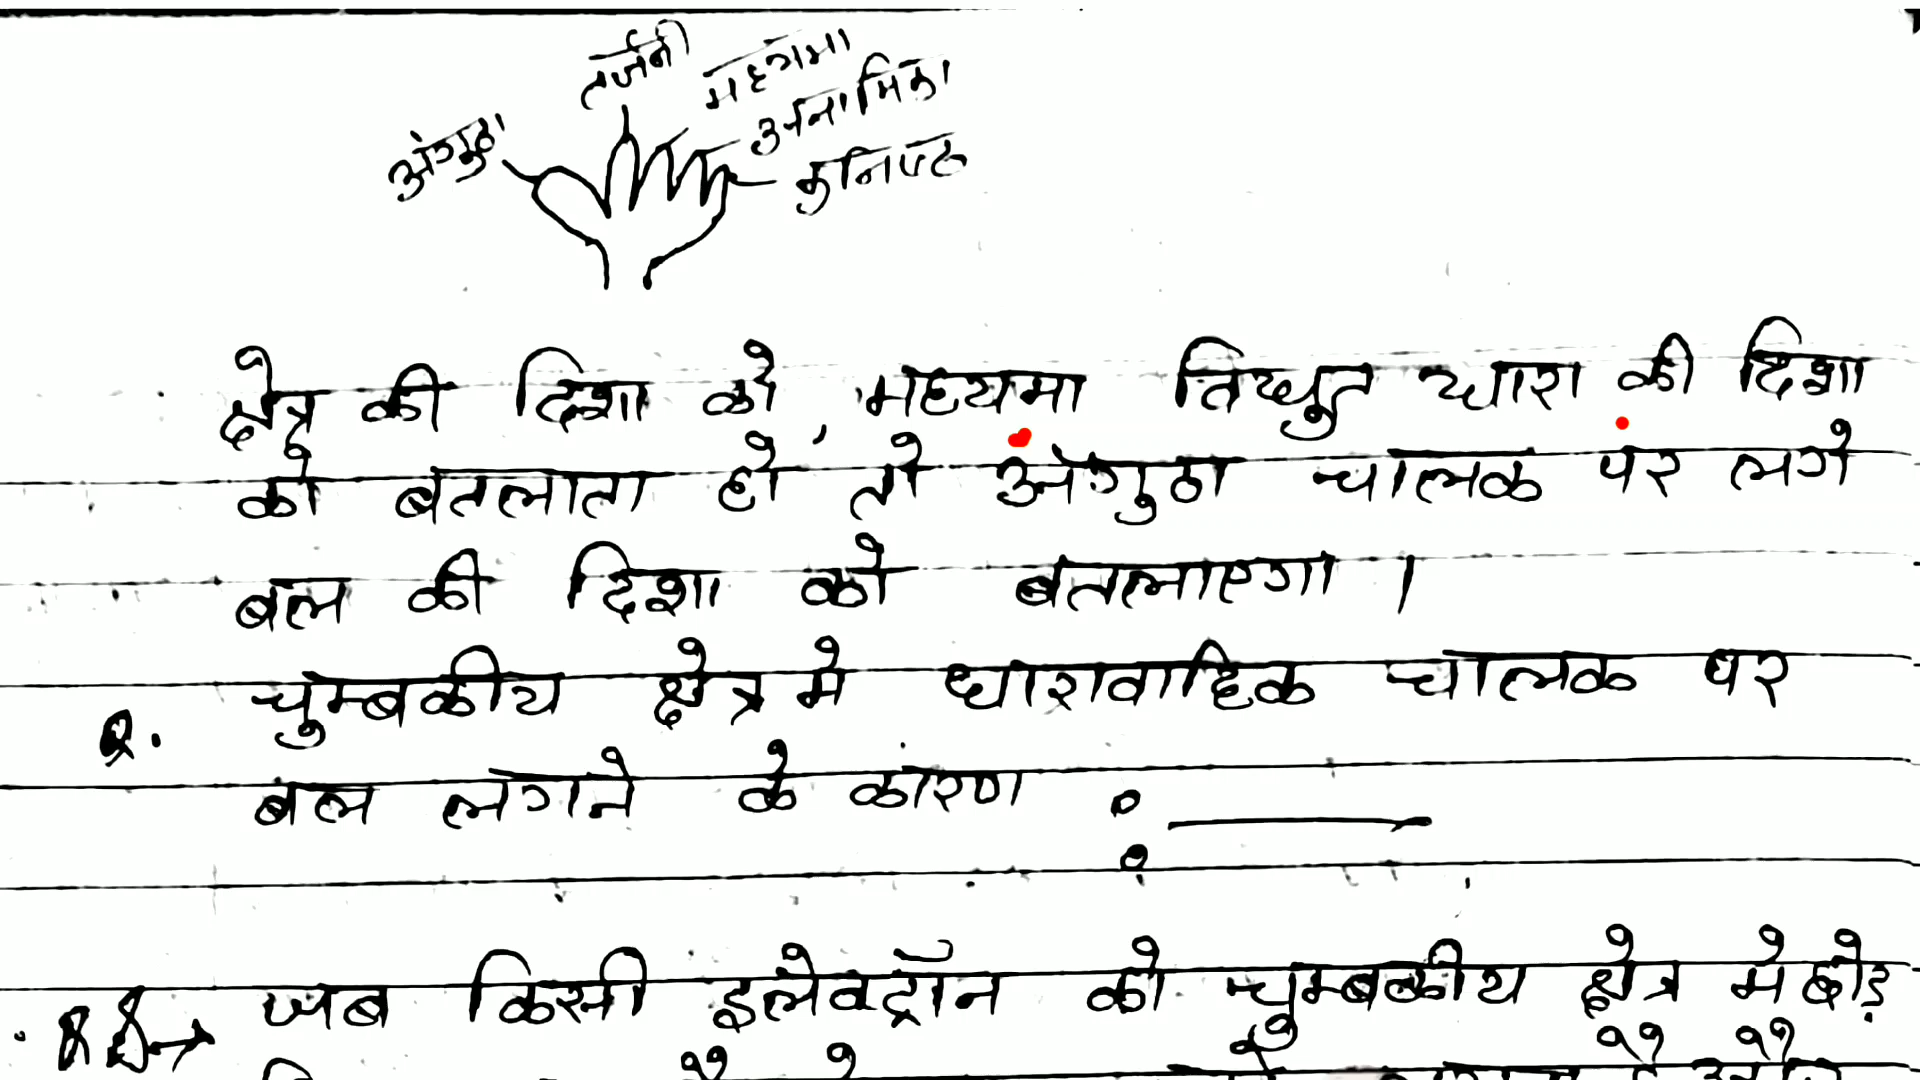 तर्जनी
मध्यमा
अनामिका
अंगुठा
कनिष्ठ
क्षेत्र की दिशा को, मध्यमा विद्युत धारा की दिशा
को बतलाता हो तो अंगुठा चालक पर लगे
बल की दिशा को बतलाएगा ।
चुम्बकीय क्षेत्र मे धारावाहिक चालक पर
बल लगने के कारण :
जब किसी इलेक्ट्रॉन को चुम्बकीय क्षेत्र मे छोड़